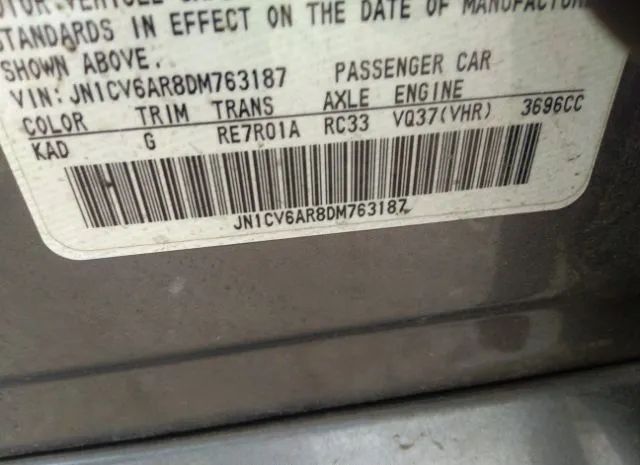 STANDARDS IN EFFECT ON THE DATE OF MANUFACTURE
SHOWN ABOVE.
VIN: JN1CV6AR8DM763187 PASSENGER CAR
COLOR TRIM TRANS AXLE ENGINE
KAD G RE7R01A RC33 VQ37(VHR) 3696CC
JN1CV6AR8DM763187